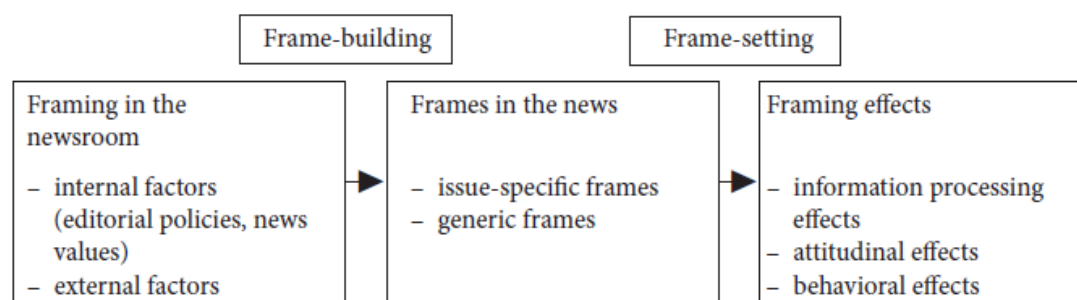 Frame-building
Frame-setting
Framing in the
newsroom
– internal factors
(editorial policies, news
values)
– external factors
Frames in the news
– issue-specific frames
– generic frames
Framing effects
– information processing
effects
– attitudinal effects
– behavioral effects